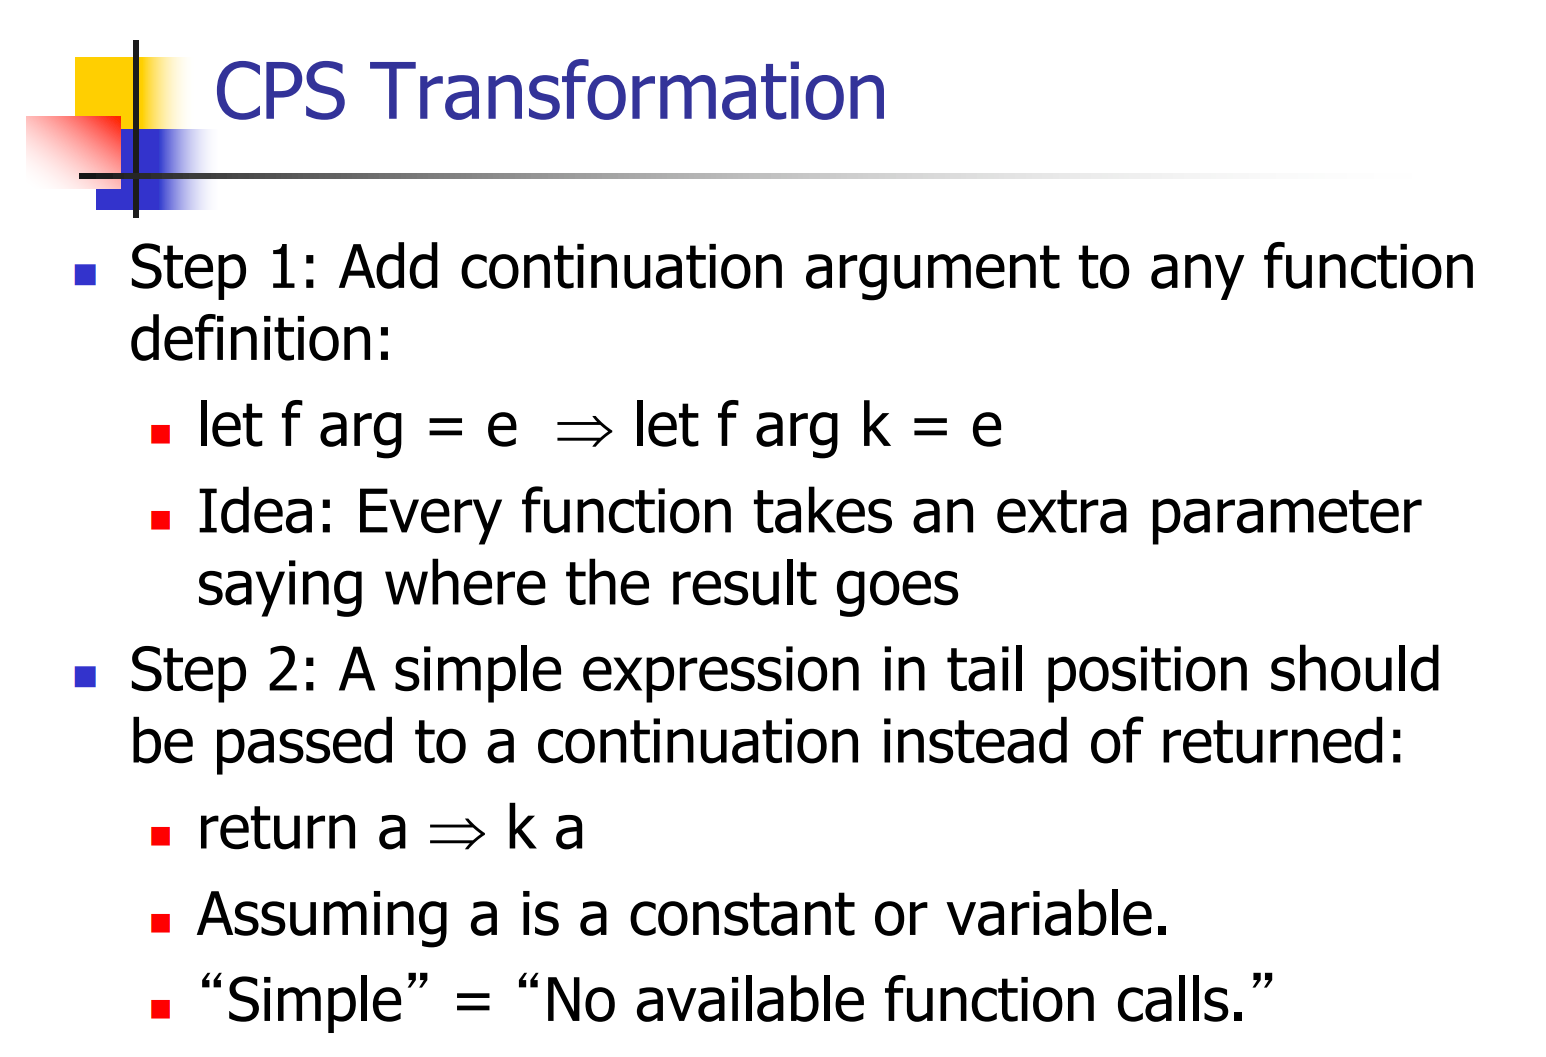 CPS Transformation
Step 1: Add continuation argument to any function
definition:
let f arg = e ⇒ let f arg k = e
Idea: Every function takes an extra parameter
saying where the result goes
Step 2: A simple expression in tail position should
be passed to a continuation instead of returned:
return a ⇒ k a
Assuming a is a constant or variable.
“Simple” = “No available function calls.”